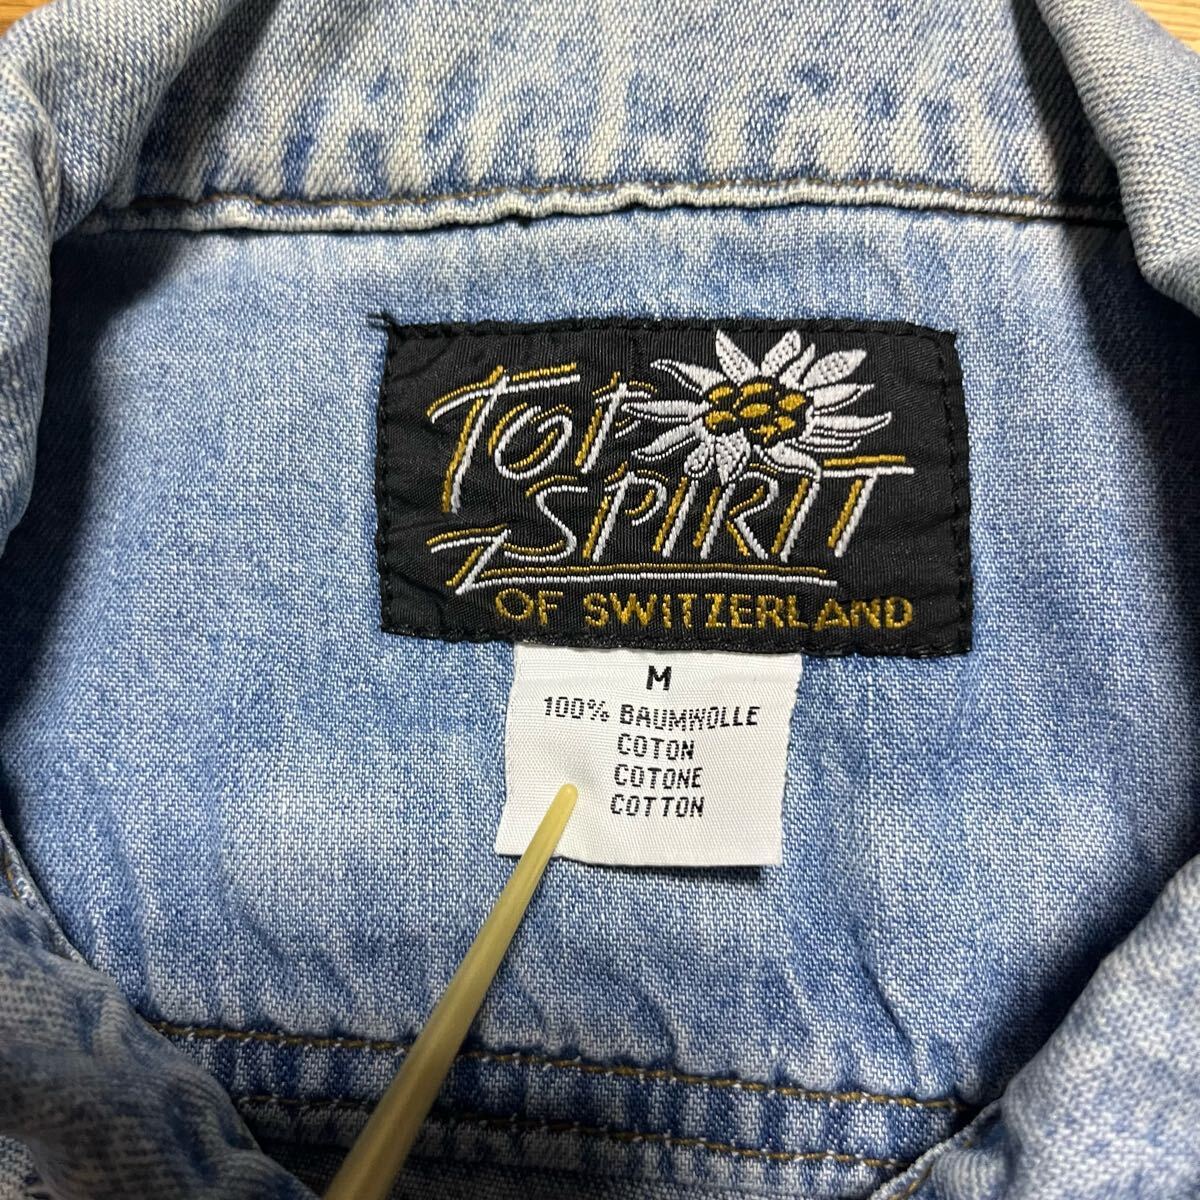 TOP
SPIRIT
OF SWITZERLAND
M
100% BAUMWOLLE
COTON
COTONE
COTTON